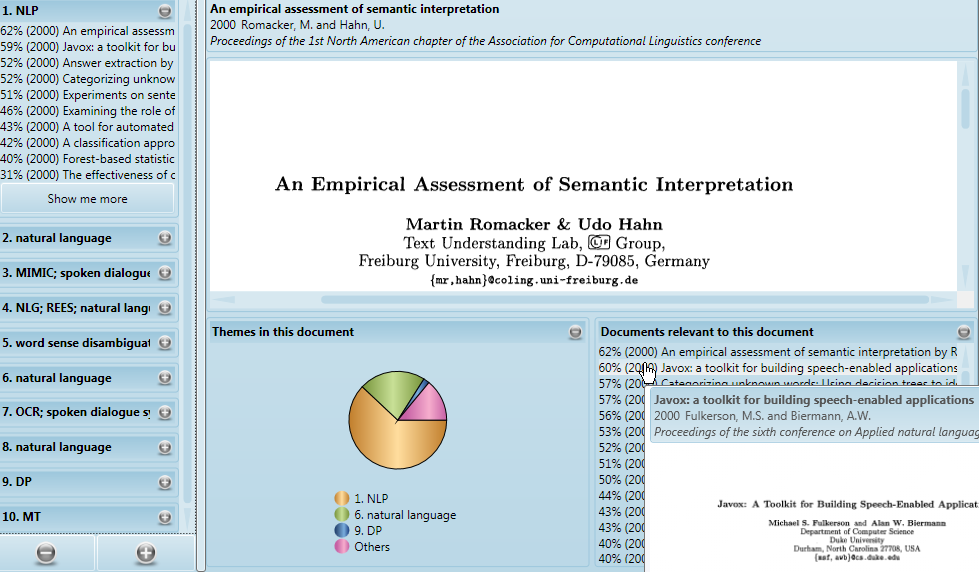 1. NLP
62% (2000) An empirical assessm
59% (2000) Javox: a toolkit for bu
52% (2000) Answer extraction by
52% (2000) Categorizing unknow
51% (2000) Experiments on sente
46% (2000) Examining the role of
43% (2000) A tool for automated
42% (2000) A classification appro
40% (2000) Forest-based statistic
31% (2000) The effectiveness of c
Show me more
2. natural language
3. MIMIC; spoken dialogue
4. NLG; REES; natural langu
5. word sense disambiguat
6. natural language
7. OCR; spoken dialogue sy
8. natural language
9. DP
10. MT
An empirical assessment of semantic interpretation
2000 Romacker, M. and Hahn, U.
Proceedings of the 1st North American chapter of the Association for Computational Linguistics conference
An Empirical Assessment of Semantic Interpretation
Martin Romacker & Udo Hahn
Text Understanding Lab, CLIF Group,
Freiburg University, Freiburg, D-79085, Germany
{mr,hahn}@coling.uni-freiburg.de
Themes in this document
1. NLP
6. natural language
9. DP
Others
Documents relevant to this document
62% (2000) An empirical assessment of semantic interpretation by R
60% (2000) Javox: a toolkit for building speech-enabled applications
57% (2000) Categorizing unknown words: Using decision trees to ide
57% (200
56% (200
53% (200
52% (200
51% (200
50% (200
44% (200
43% (200
43% (200
40% (200
40% (200
Javox: a toolkit for building speech-enabled applications
2000 Fulkerson, M.S. and Biermann, A.W.
Proceedings of the sixth conference on Applied natural languag
Javox: A Toolkit for Building Speech-Enabled Applicat
Michael S. Fulkerson and Alan W. Biermann
Department of Computer Science
Duke University
Durham, North Carolina 27708, USA
{msf, awb}@cs.duke.edu